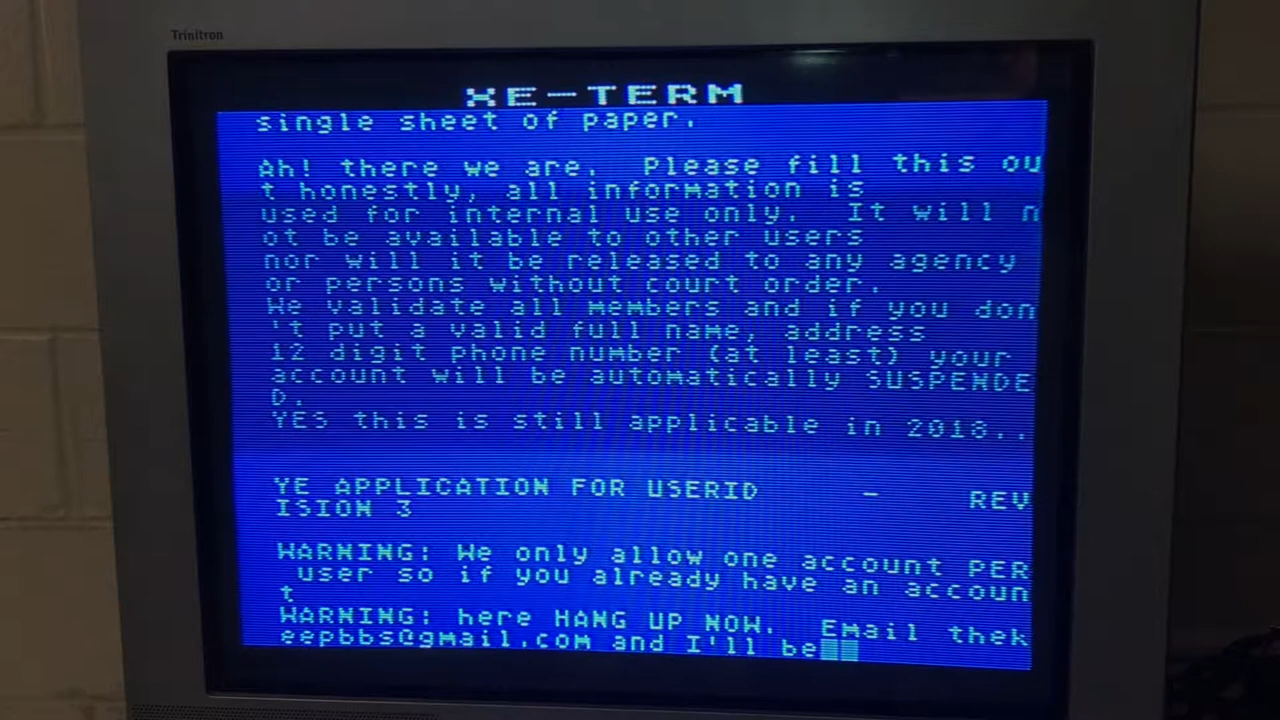 Trinitron
XE-TERM
single sheet of paper.
Ah! there we are.  Please fill this ou
t honestly, all information is
used for internal use only.  It will n
ot be available to other users
nor will it be released to any agency
or persons without court order.
We validate all members and if you don
't put a valid full name, address
12 digit phone number (at least) your
account will be automatically SUSPENDE
D.
YES this is still applicable in 2018..
YE APPLICATION FOR USERID      -      REV
ISION 3
WARNING: We only allow one account PER
 user so if you already have an accoun
t
WARNING: here HANG UP NOW.  Email thek
eepbbs@gmail.com and I'll be